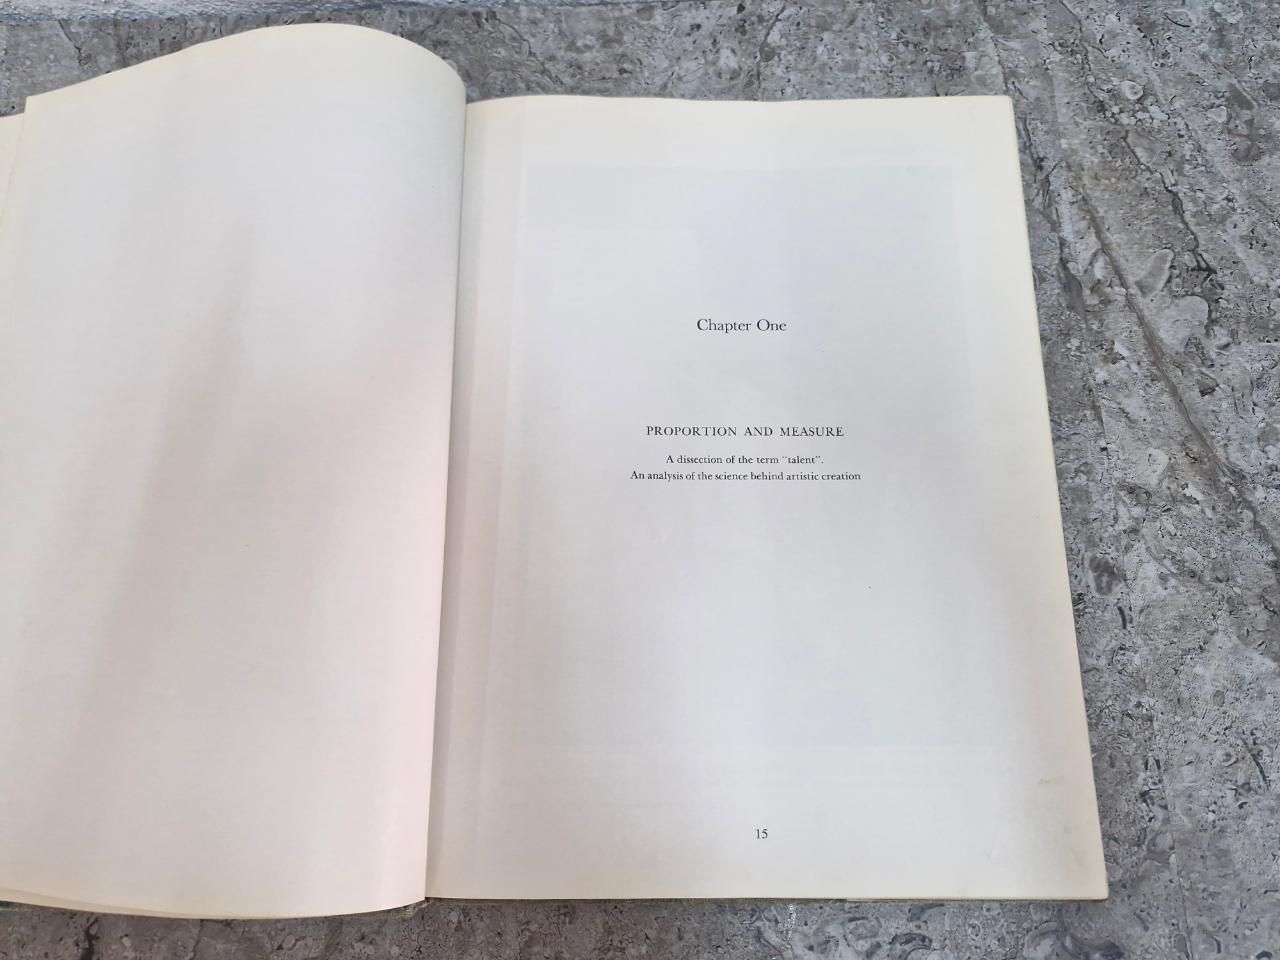 Chapter One
PROPORTION AND MEASURE
A dissection of the term "talent".
An analysis of the science behind artistic creation
15